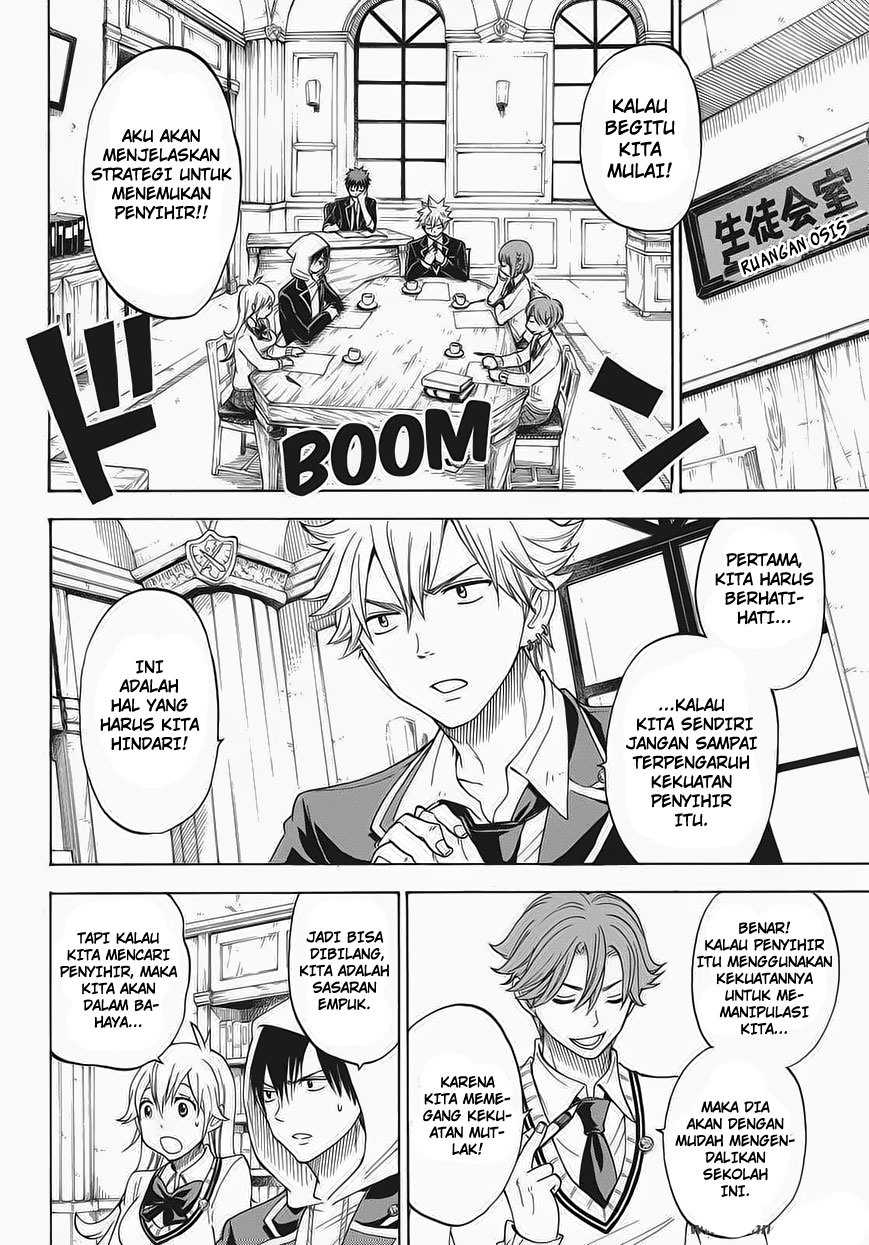 生徒会室
RUANGAN OSIS
KALAU
BEGITU
KITA
MULAI!
AKU AKAN
MENJELASKAN
STRATEGI UNTUK
MENEMUKAN
PENYIHIR!!
ドーー
BOOM
PERTAMA,
KITA HARUS
BERHATI-
HATI...
...KALAU
KITA SENDIRI
JANGAN SAMPAI
TERPENGARUH
KEKUATAN
PENYIHIR
ITU.
INI
ADALAH
HAL YANG
HARUS KITA
HINDARI!
BENAR!
KALAU PENYIHIR
ITU MENGGUNAKAN
KEKUATANNYA
UNTUK ME-
MANIPULASI
KITA...
MAKA DIA
AKAN DENGAN
MUDAH MENGEN-
DALIKAN
SEKOLAH
INI.
KARENA
KITA MEME-
GANG KEKU-
ATAN MUT-
LAK!
JADI BISA
DIBILANG,
KITA ADALAH
SASARAN
EMPUK.
TAPI KALAU
KITA MENCARI
PENYIHIR, MAKA
KITA AKAN
DALAM BA-
HAYA...